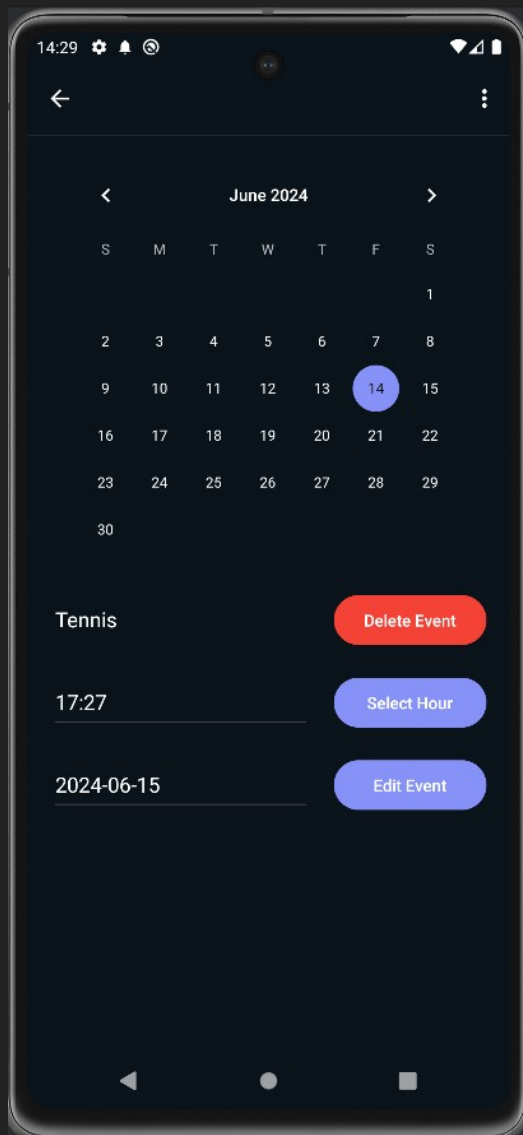 14:29
June 2024
S M T W T F S
1
2 3 4 5 6 7 8
9 10 11 12 13 14 15
16 17 18 19 20 21 22
23 24 25 26 27 28 29
30
Tennis Delete Event
17:27 Select Hour
2024-06-15 Edit Event